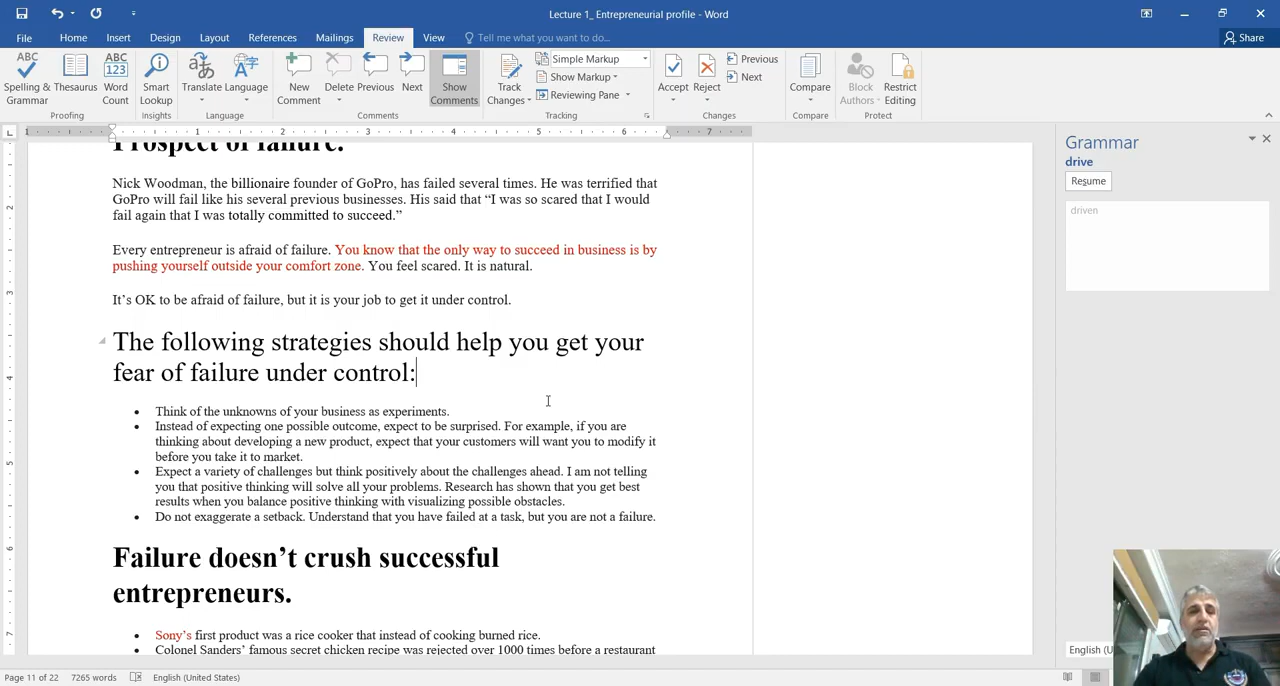 Lecture 1_ Entrepreneurial profile - Word
File Home Insert Design Layout References Mailings Review View Tell me what you want to do... Share
ABC ABC 123
Spelling & Grammar Thesaurus Word Count Smart Lookup Translate Language New Comment Delete Previous Next Show Comments Track Changes Simple Markup Show Markup Reviewing Pane Accept Reject Previous Next Compare Block Authors Restrict Editing
Proofing Insights Language Comments Tracking Changes Compare Protect
1 1 2 3 4 5 6 7
Prospect of failure.
Nick Woodman, the billionaire founder of GoPro, has failed several times. He was terrified that
GoPro will fail like his several previous businesses. His said that “I was so scared that I would
fail again that I was totally committed to succeed.”
Every entrepreneur is afraid of failure. You know that the only way to succeed in business is by
pushing yourself outside your comfort zone. You feel scared. It is natural.
It’s OK to be afraid of failure, but it is your job to get it under control.
The following strategies should help you get your
fear of failure under control:
• Think of the unknowns of your business as experiments.
• Instead of expecting one possible outcome, expect to be surprised. For example, if you are
thinking about developing a new product, expect that your customers will want you to modify it
before you take it to market.
• Expect a variety of challenges but think positively about the challenges ahead. I am not telling
you that positive thinking will solve all your problems. Research has shown that you get best
results when you balance positive thinking with visualizing possible obstacles.
• Do not exaggerate a setback. Understand that you have failed at a task, but you are not a failure.
Failure doesn’t crush successful
entrepreneurs.
• Sony’s first product was a rice cooker that instead of cooking burned rice.
• Colonel Sanders’ famous secret chicken recipe was rejected over 1000 times before a restaurant
Grammar
drive
Resume
driven
English (U
Page 11 of 22 7265 words English (United States)